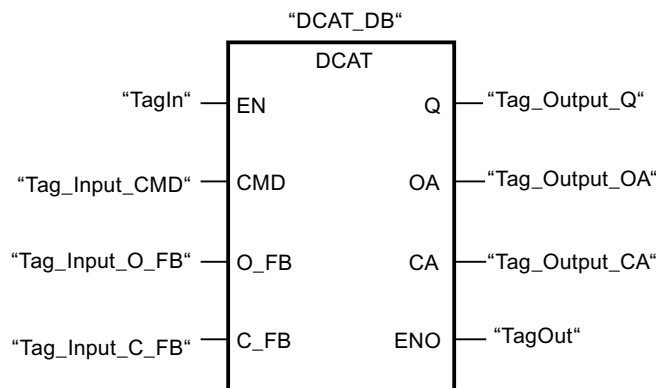 “DCAT_DB“
DCAT
“TagIn“ EN Q “Tag_Output_Q“
“Tag_Input_CMD“ CMD OA “Tag_Output_OA“
“Tag_Input_O_FB“ O_FB CA “Tag_Output_CA“
“Tag_Input_C_FB“ C_FB ENO “TagOut“